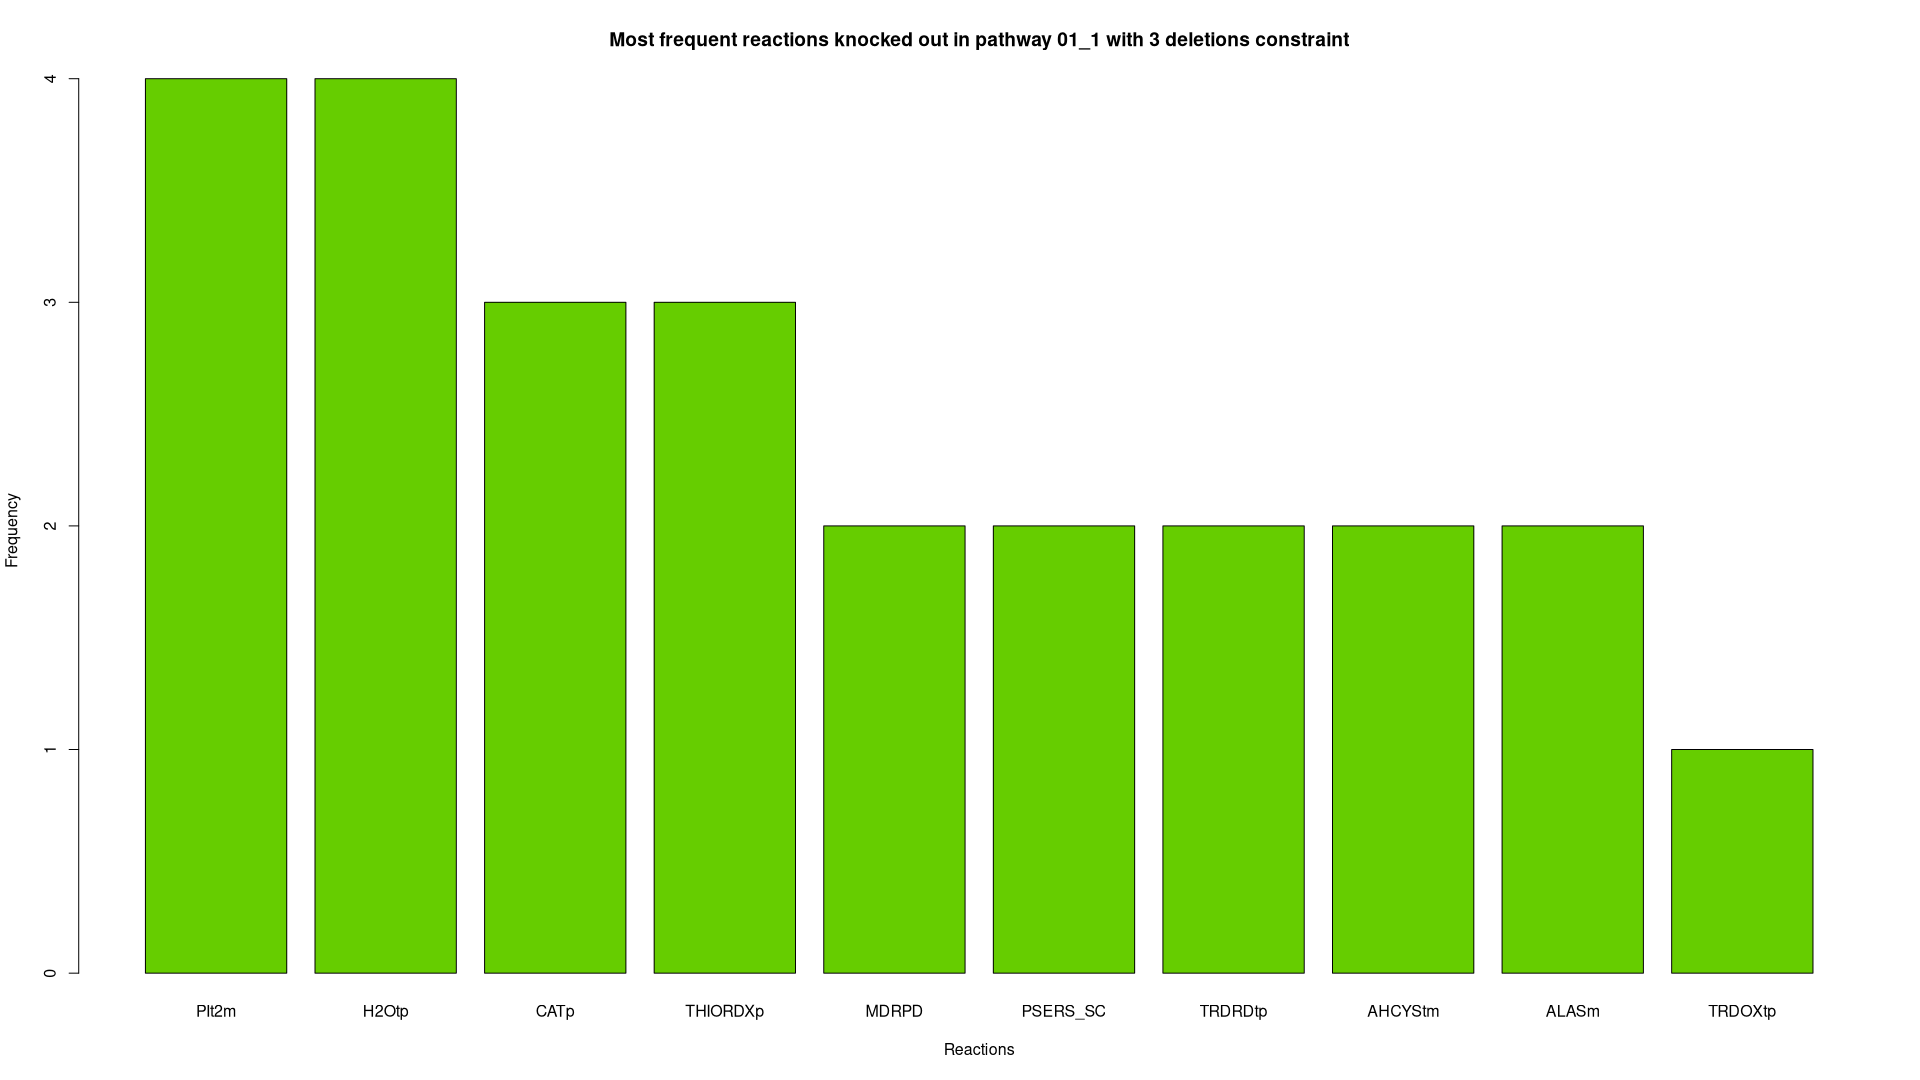 Most frequent reactions knocked out in pathway 01_1 with 3 deletions constraint
4
3
2
1
0
Frequency
PIt2m H2Otp CATp THIORDXp MDRPD PSERS_SC TRDRDtp AHCYStm ALASm TRDOXtp
Reactions